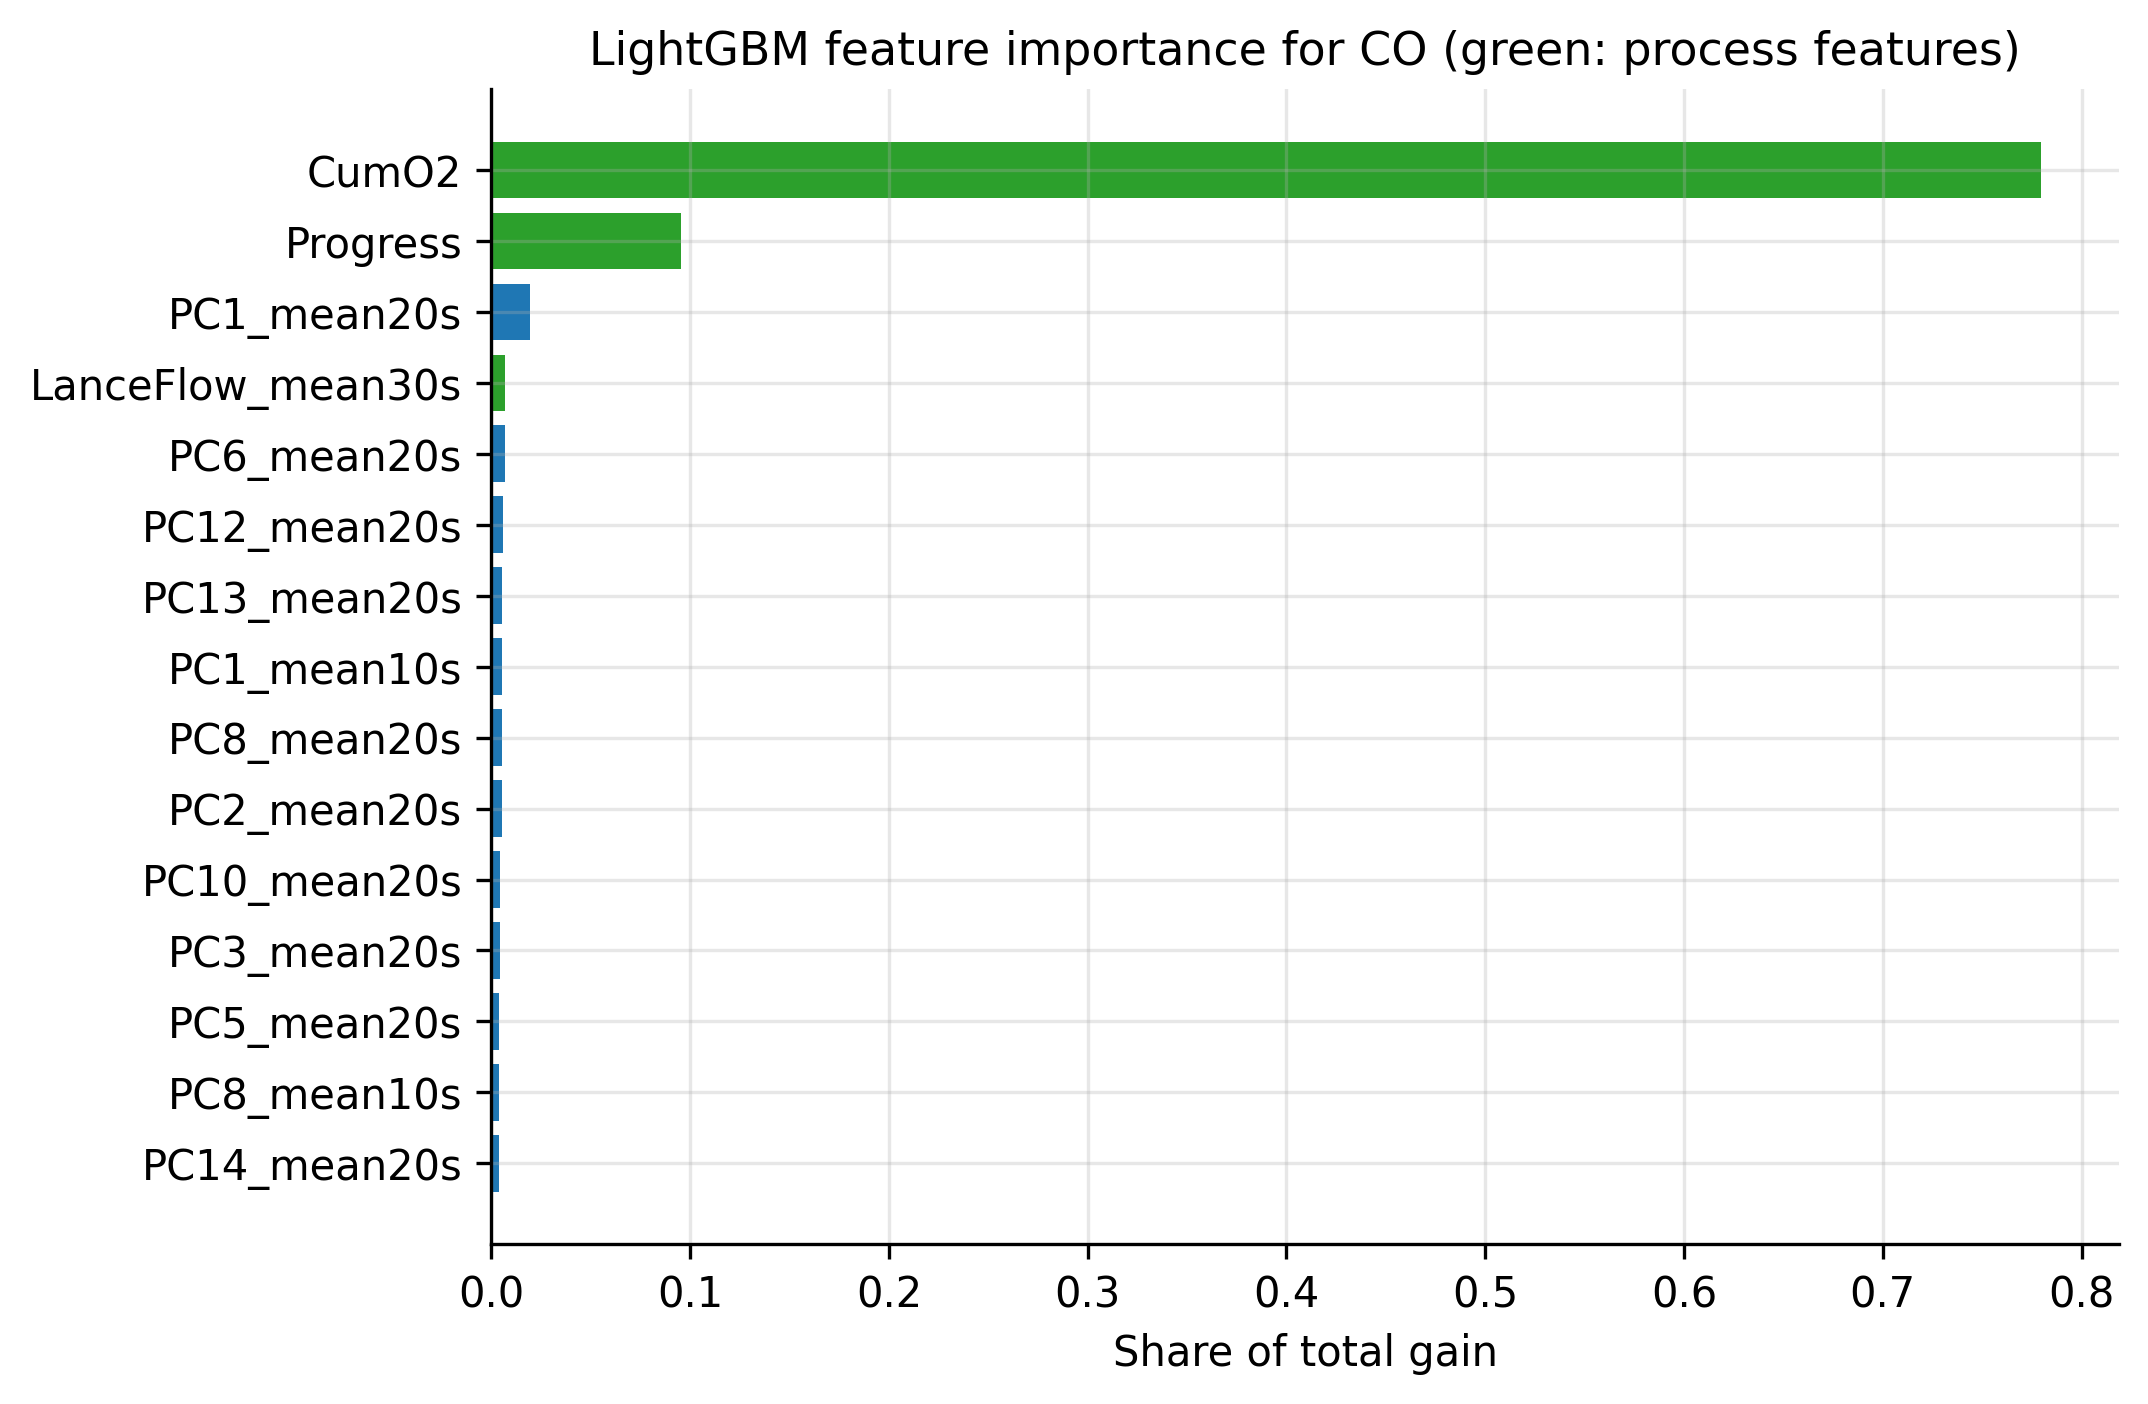 LightGBM feature importance for CO (green: process features)
CumO2
Progress
PC1_mean20s
LanceFlow_mean30s
PC6_mean20s
PC12_mean20s
PC13_mean20s
PC1_mean10s
PC8_mean20s
PC2_mean20s
PC10_mean20s
PC3_mean20s
PC5_mean20s
PC8_mean10s
PC14_mean20s
0.0 0.1 0.2 0.3 0.4 0.5 0.6 0.7 0.8
Share of total gain